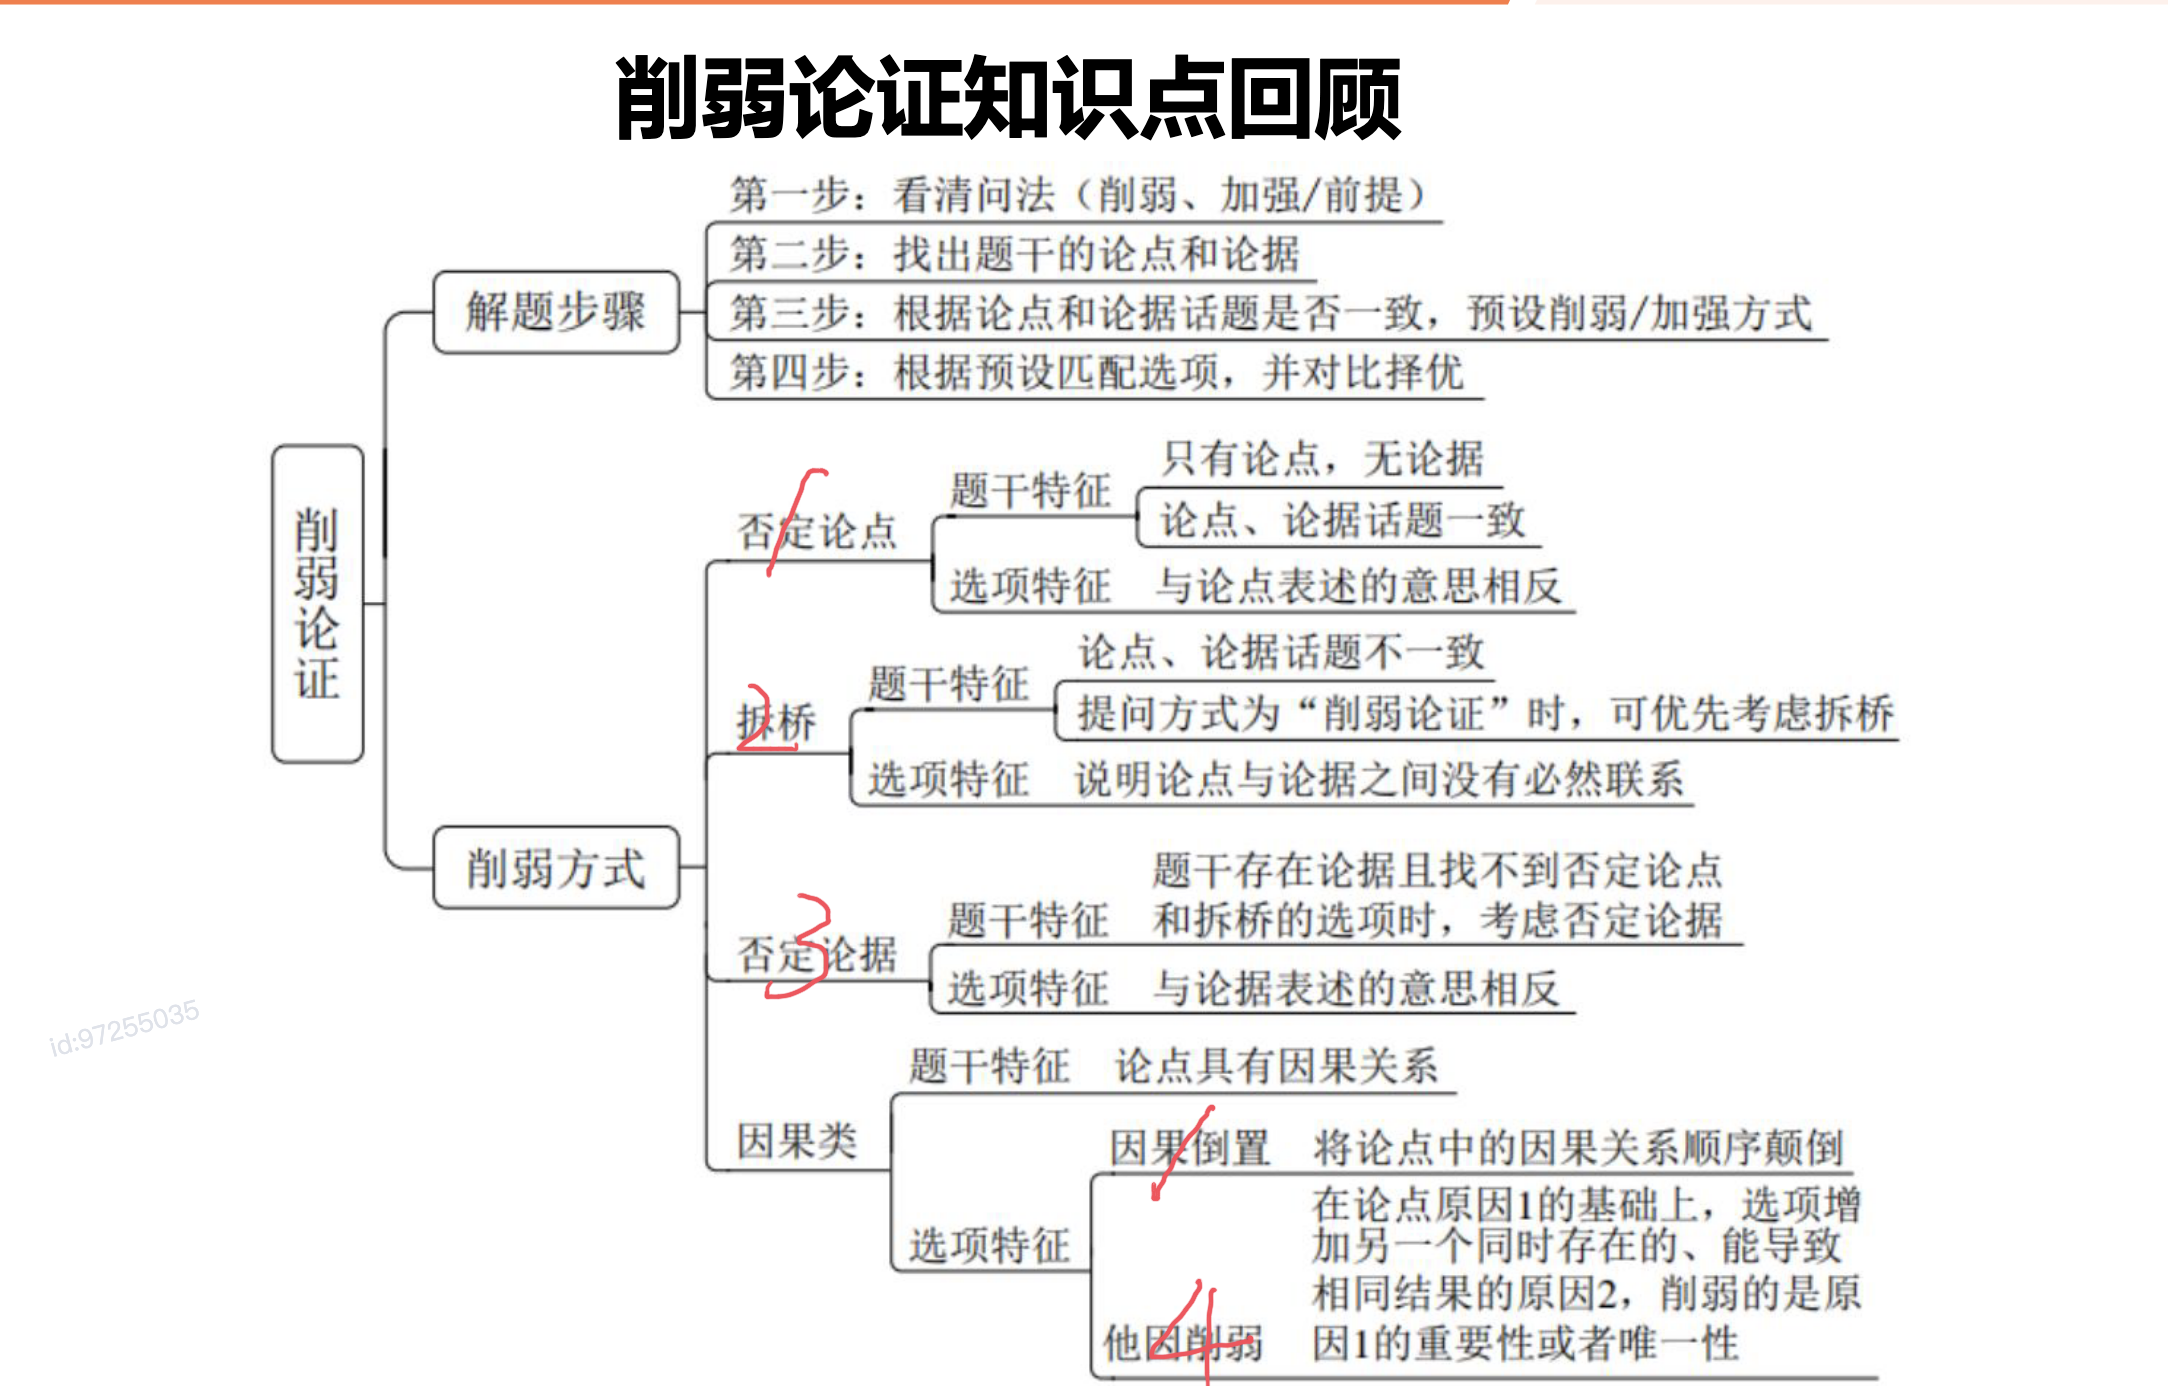 削弱论证知识点回顾
第一步：看清问法（削弱、加强/前提）
第二步：找出题干的论点和论据
解题步骤
第三步：根据论点和论据话题是否一致，预设削弱/加强方式
第四步：根据预设匹配选项，并对比择优
削弱论证
只有论点，无论据
题干特征
论点、论据话题一致
否定论点
1
选项特征 与论点表述的意思相反
论点、论据话题不一致
题干特征
提问方式为“削弱论证”时，可优先考虑拆桥
拆桥
2
选项特征 说明论点与论据之间没有必然联系
削弱方式
题干存在论据且找不到否定论点
题干特征 和拆桥的选项时，考虑否定论据
否定论据
3
选项特征 与论据表述的意思相反
id:97255035
题干特征 论点具有因果关系
因果类
因果倒置 将论点中的因果关系顺序颠倒
选项特征
在论点原因1的基础上，选项增
加另一个同时存在的、能导致
相同结果的原因2，削弱的是原
他因削弱 因1的重要性或者唯一性
4